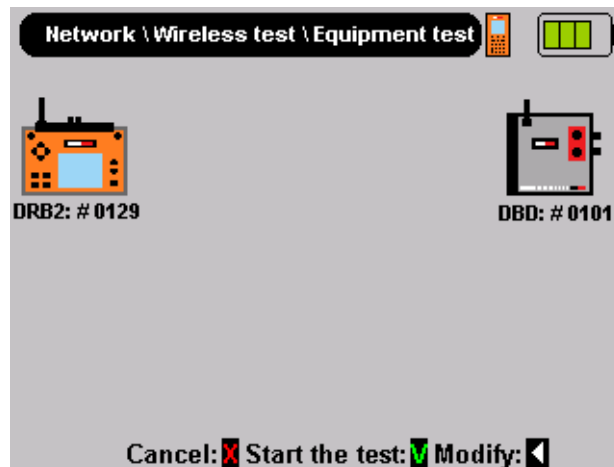 Network \ Wireless test \ Equipment test
DRB2: # 0129
DBD: # 0101
Cancel: X Start the test: V Modify: